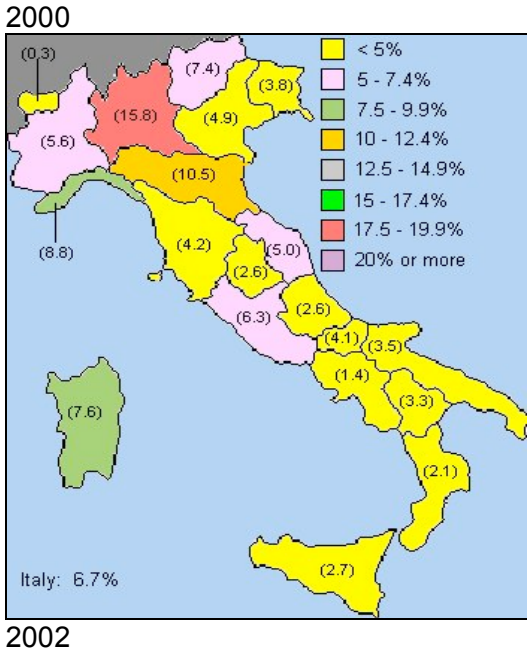 2000
(0.3)
(7.4)
(3.8)
(15.8)
(4.9)
(5.6)
(10.5)
(8.8)
(4.2)
(5.0)
(2.6)
(6.3)
(2.6)
(4.1)
(3.5)
(1.4)
(3.3)
(7.6)
(2.1)
(2.7)
< 5%
5 - 7.4%
7.5 - 9.9%
10 - 12.4%
12.5 - 14.9%
15 - 17.4%
17.5 - 19.9%
20% or more
Italy: 6.7%
2002